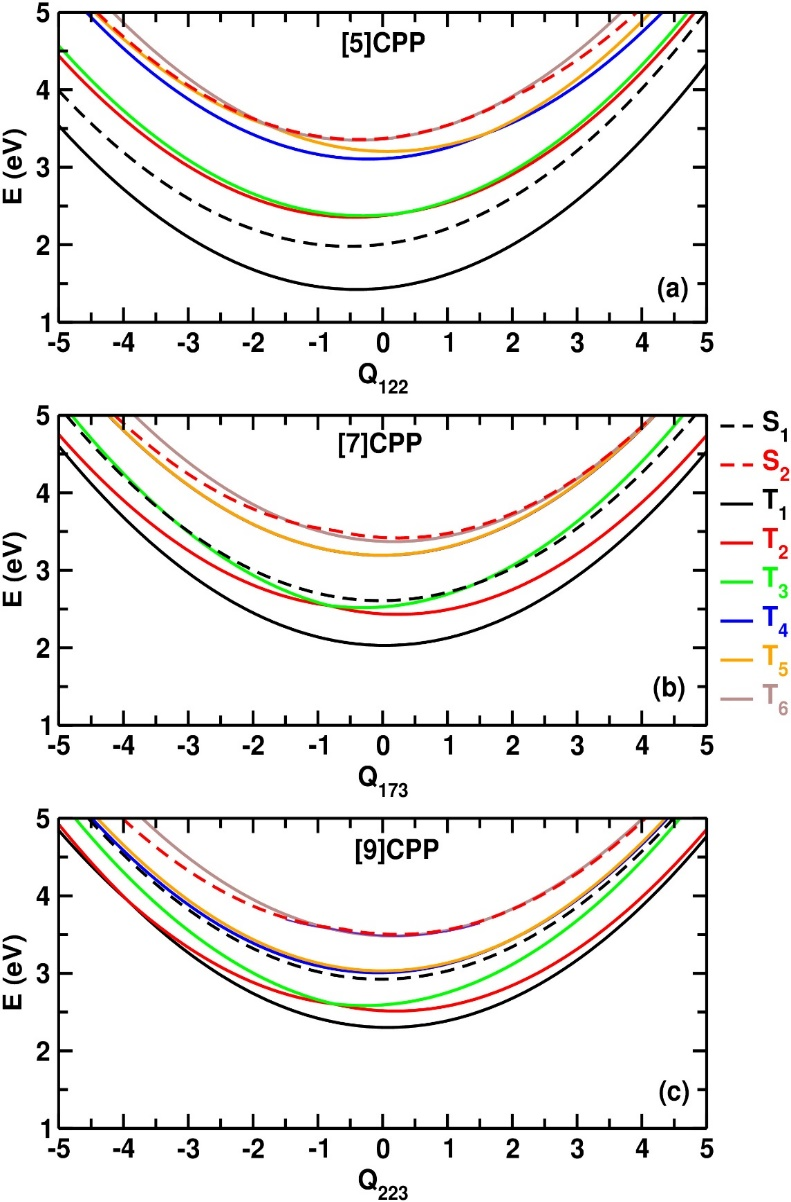 5
4
3
2
1
E (eV)
[5]CPP
(a)
-5 -4 -3 -2 -1 0 1 2 3 4 5
Q122
5
4
3
2
1
E (eV)
[7]CPP
(b)
-5 -4 -3 -2 -1 0 1 2 3 4 5
Q173
S1
S2
T1
T2
T3
T4
T5
T6
5
4
3
2
1
E (eV)
[9]CPP
(c)
-5 -4 -3 -2 -1 0 1 2 3 4 5
Q223